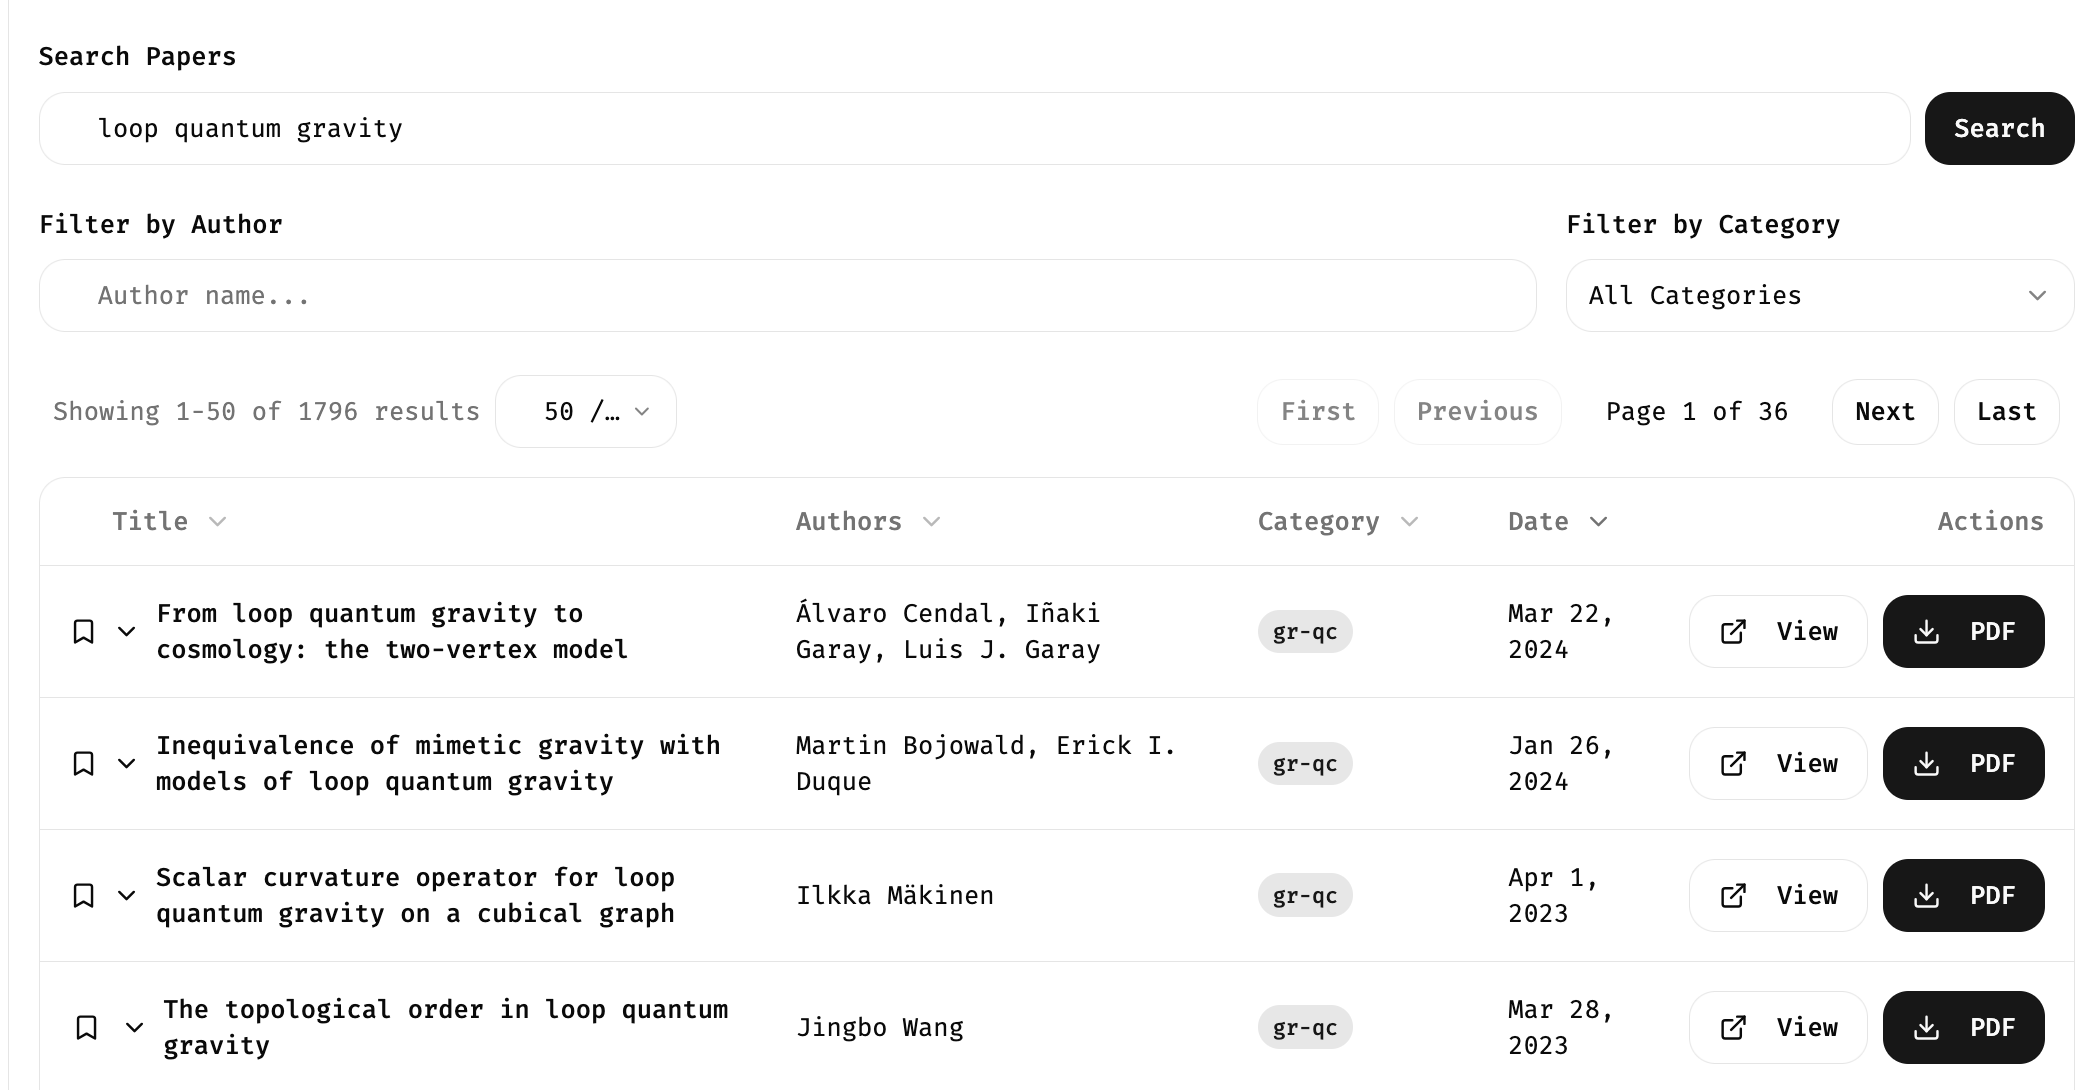 Search Papers
loop quantum gravity
Search
Filter by Author
Filter by Category
Author name...
All Categories
Showing 1-50 of 1796 results
50 /…
First
Previous
Page 1 of 36
Next
Last
Title
Authors
Category
Date
Actions
From loop quantum gravity to
cosmology: the two-vertex model
Álvaro Cendal, Iñaki
Garay, Luis J. Garay
gr-qc
Mar 22,
2024
View
PDF
Inequivalence of mimetic gravity with
models of loop quantum gravity
Martin Bojowald, Erick I.
Duque
gr-qc
Jan 26,
2024
View
PDF
Scalar curvature operator for loop
quantum gravity on a cubical graph
Ilkka Mäkinen
gr-qc
Apr 1,
2023
View
PDF
The topological order in loop quantum
gravity
Jingbo Wang
gr-qc
Mar 28,
2023
View
PDF